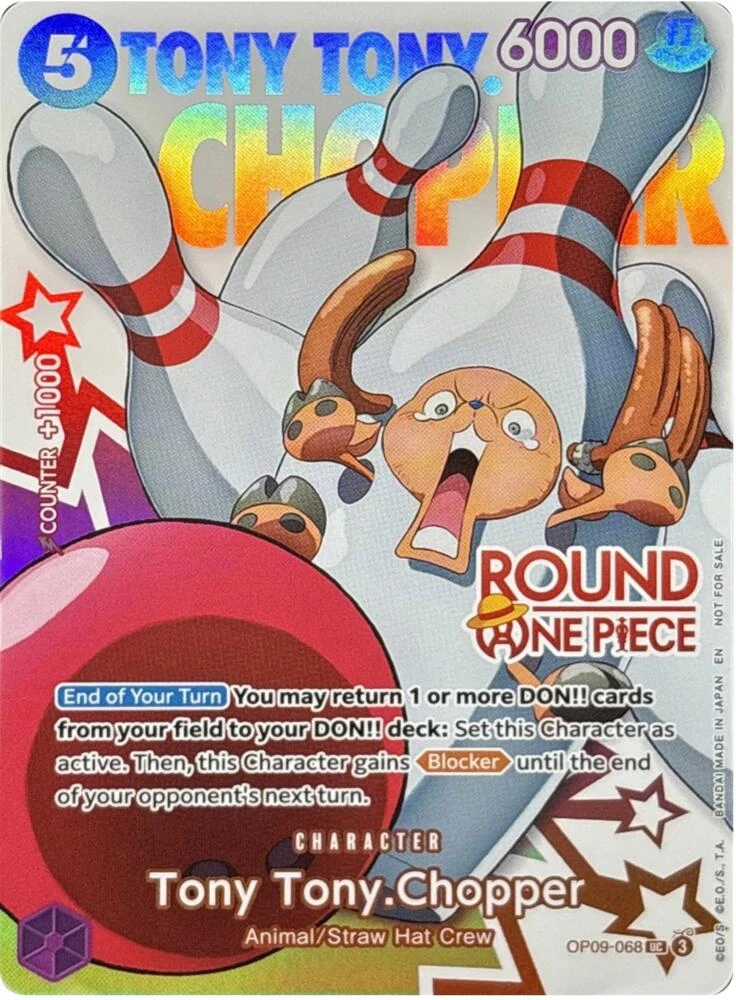 5 TONY TONY. 6000 打
CHOPPER
COUNTER +1000
ROUND
ONE PIECE
End of Your Turn You may return 1 or more DON!! cards
from your field to your DON!! deck: Set this Character as
active. Then, this Character gains Blocker until the end
of your opponent's next turn.
CHARACTER
Tony Tony.Chopper
Animal/Straw Hat Crew
OP09-068 UC 3
©EO/S ©E.O./S., T.A. BANDAI MADE IN JAPAN EN NOT FOR SALE